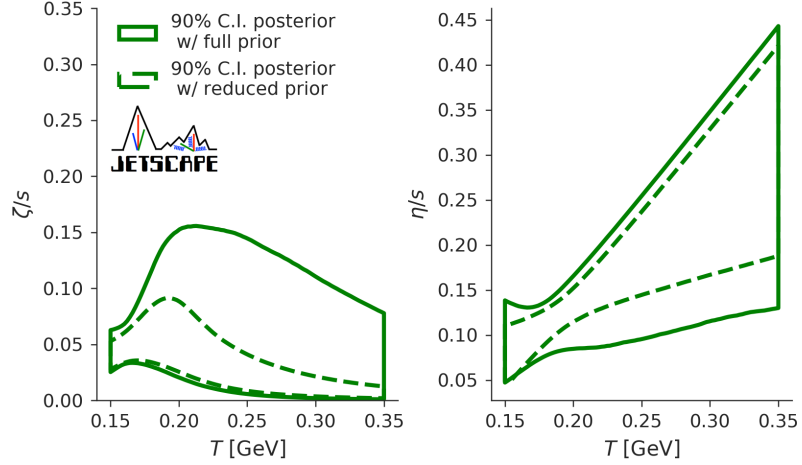 0.35
0.30
0.25
0.20
0.15
0.10
0.05
0.00
ζ/s
90% C.I. posterior
w/ full prior
90% C.I. posterior
w/ reduced prior
JETSCAPE
0.15 0.20 0.25 0.30 0.35
T [GeV]
0.45
0.40
0.35
0.30
0.25
0.20
0.15
0.10
0.05
η/s
0.15 0.20 0.25 0.30 0.35
T [GeV]